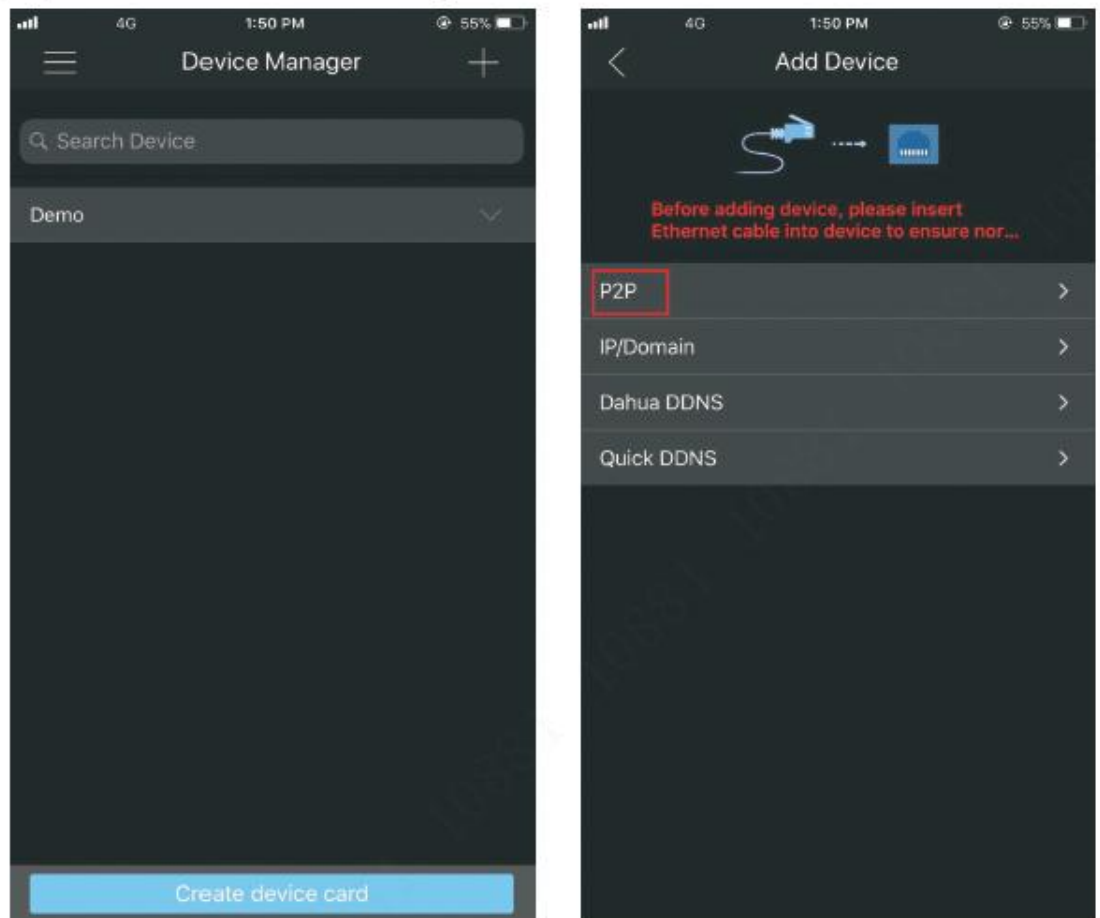 4G 1:50 PM 55%
Device Manager
Search Device
Demo
Create device card
4G 1:50 PM 55%
Add Device
Before adding device, please insert
Ethernet cable into device to ensure nor...
P2P
IP/Domain
Dahua DDNS
Quick DDNS